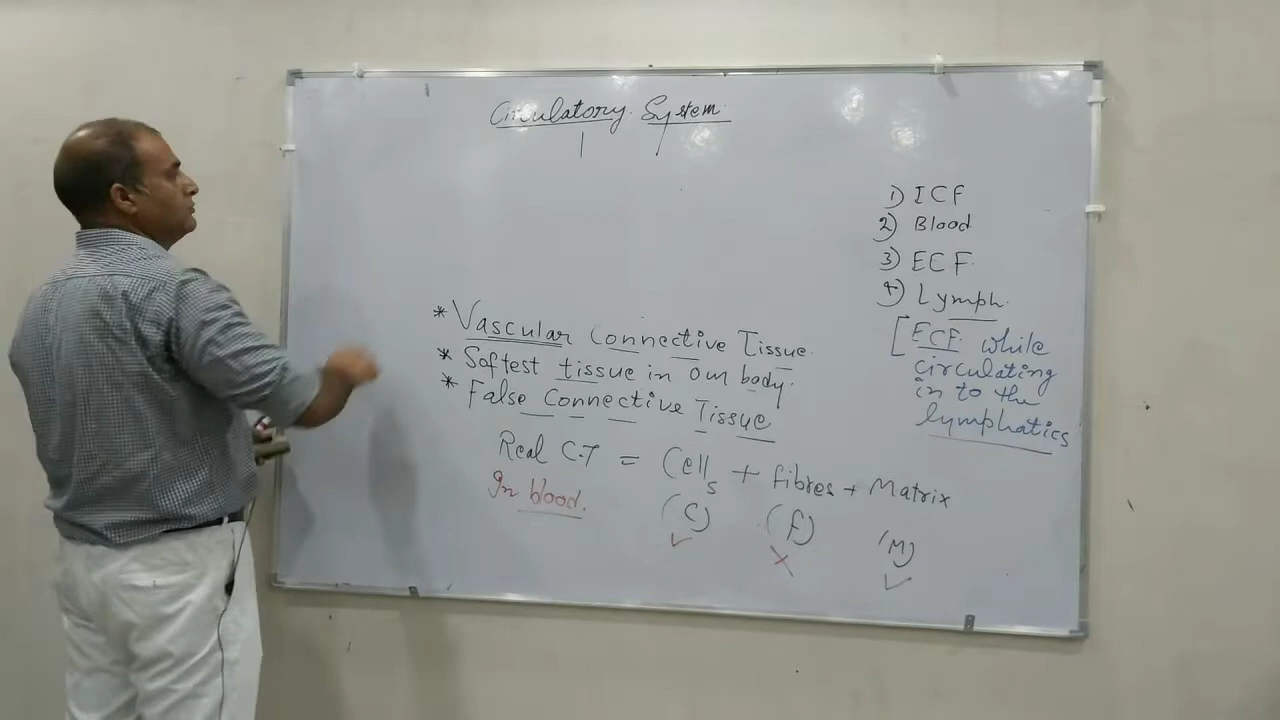 Circulatory System
1) ICF
2) Blood
3) ECF
4) Lymph
[ECF while
circulating
in to the
lymphatics
* Vascular Connective Tissue.
* Softest tissue in our body.
* False Connective Tissue
Real C.T = Cells + fibres + Matrix
In blood. (C) (f) (M)
✓ X ✓